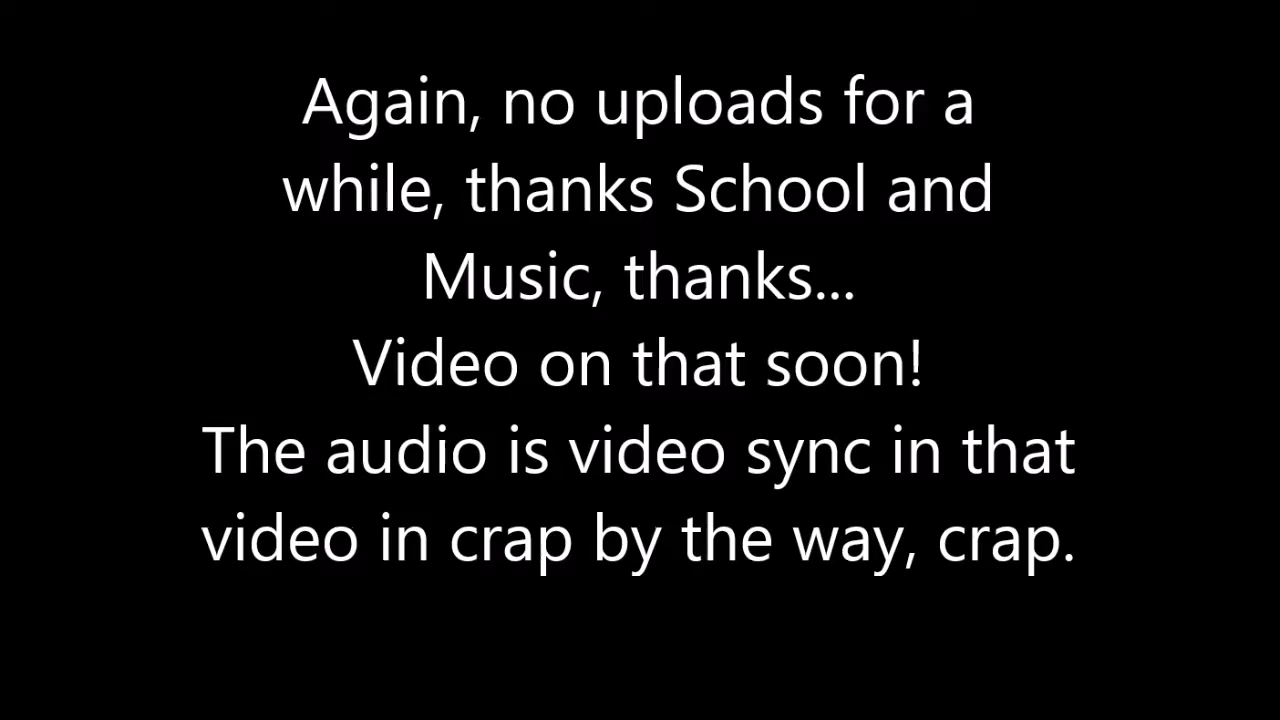 Again, no uploads for a
while, thanks School and
Music, thanks...
Video on that soon!
The audio is video sync in that
video in crap by the way, crap.